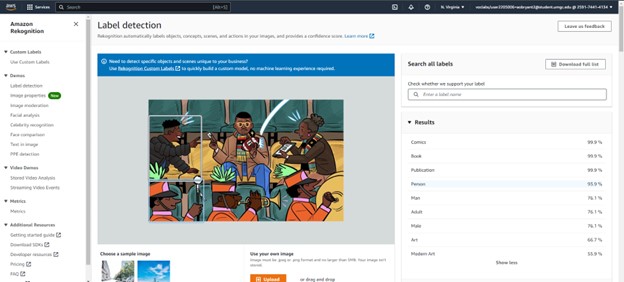 aws
Services
Search
[Alt+S]
N. Virginia
Amazon
Rekognition
Custom Labels
Use Custom Labels
Demos
Label detection
Image properties New
Image moderation
Facial analysis
Celebrity recognition
Face comparison
Text in image
PPE detection
Video Demos
Stored Video Analysis
Streaming Video Events
Metrics
Metrics
Additional Resources
Getting started guide
Download SDKs
Developer resources
Pricing
FAQ
Label detection
Rekognition automatically labels objects, concepts, scenes, and actions in your images, and provides a confidence score. Learn more
Leave us feedback
Need to detect specific objects and scenes unique to your business?
Use Rekognition Custom Labels to quickly build a custom model, no machine learning experience required.
Choose a sample image
Use your own image
Image must be .jpeg or .png format and no larger than 5MB. Your image isn't
stored.
Upload or drag and drop
Search all labels
Download full list
Check whether we support your label
Enter a label name
Results
Comics 99.9 %
Book 99.9 %
Publication 99.9 %
Person 95.9 %
Man 76.1 %
Adult 76.1 %
Male 76.1 %
Art 66.7 %
Modern Art 55.9 %
Show less